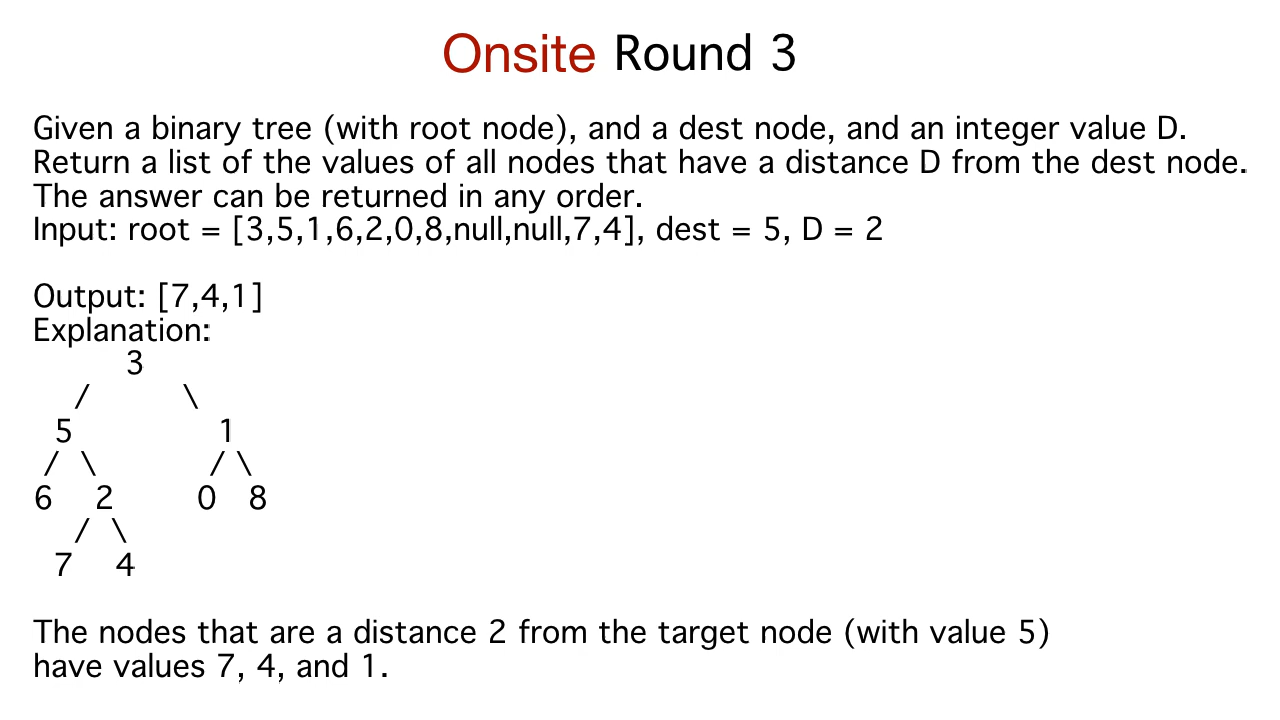 Onsite Round 3
Given a binary tree (with root node), and a dest node, and an integer value D.
Return a list of the values of all nodes that have a distance D from the dest node.
The answer can be returned in any order.
Input: root = [3,5,1,6,2,0,8,null,null,7,4], dest = 5, D = 2
Output: [7,4,1]
Explanation:
3
/ \
5 1
/ \ / \
6 2 0 8
/ \
7 4
The nodes that are a distance 2 from the target node (with value 5)
have values 7, 4, and 1.